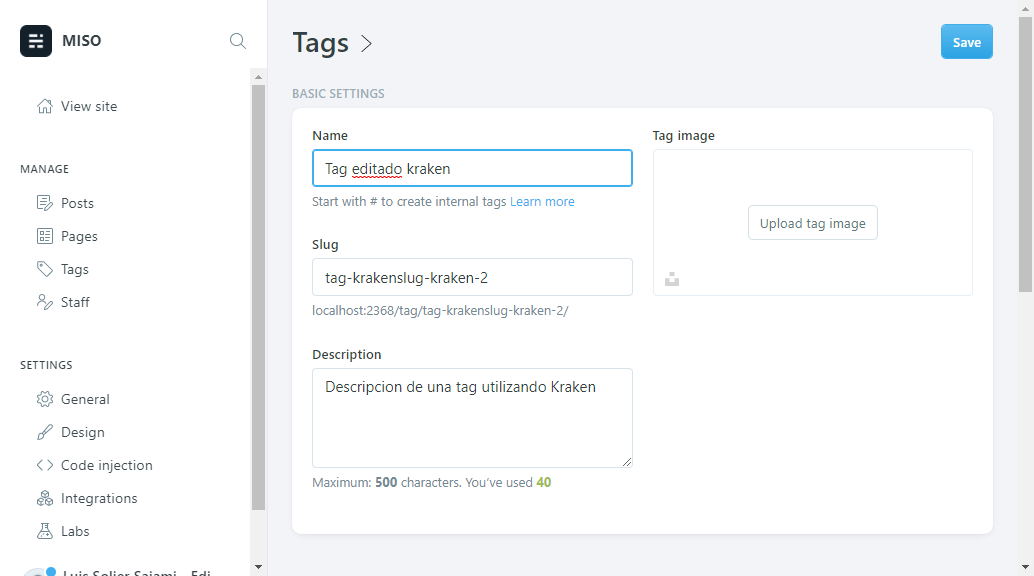 MISO
View site
MANAGE
Posts
Pages
Tags
Staff
SETTINGS
General
Design
Code injection
Integrations
Labs
Luis Solier Sajami - Edi
Tags
Save
BASIC SETTINGS
Name
Tag editado kraken
Start with # to create internal tags Learn more
Slug
tag-krakenslug-kraken-2
localhost:2368/tag/tag-krakenslug-kraken-2/
Description
Descripcion de una tag utilizando Kraken
Maximum: 500 characters. You’ve used 40
Tag image
Upload tag image